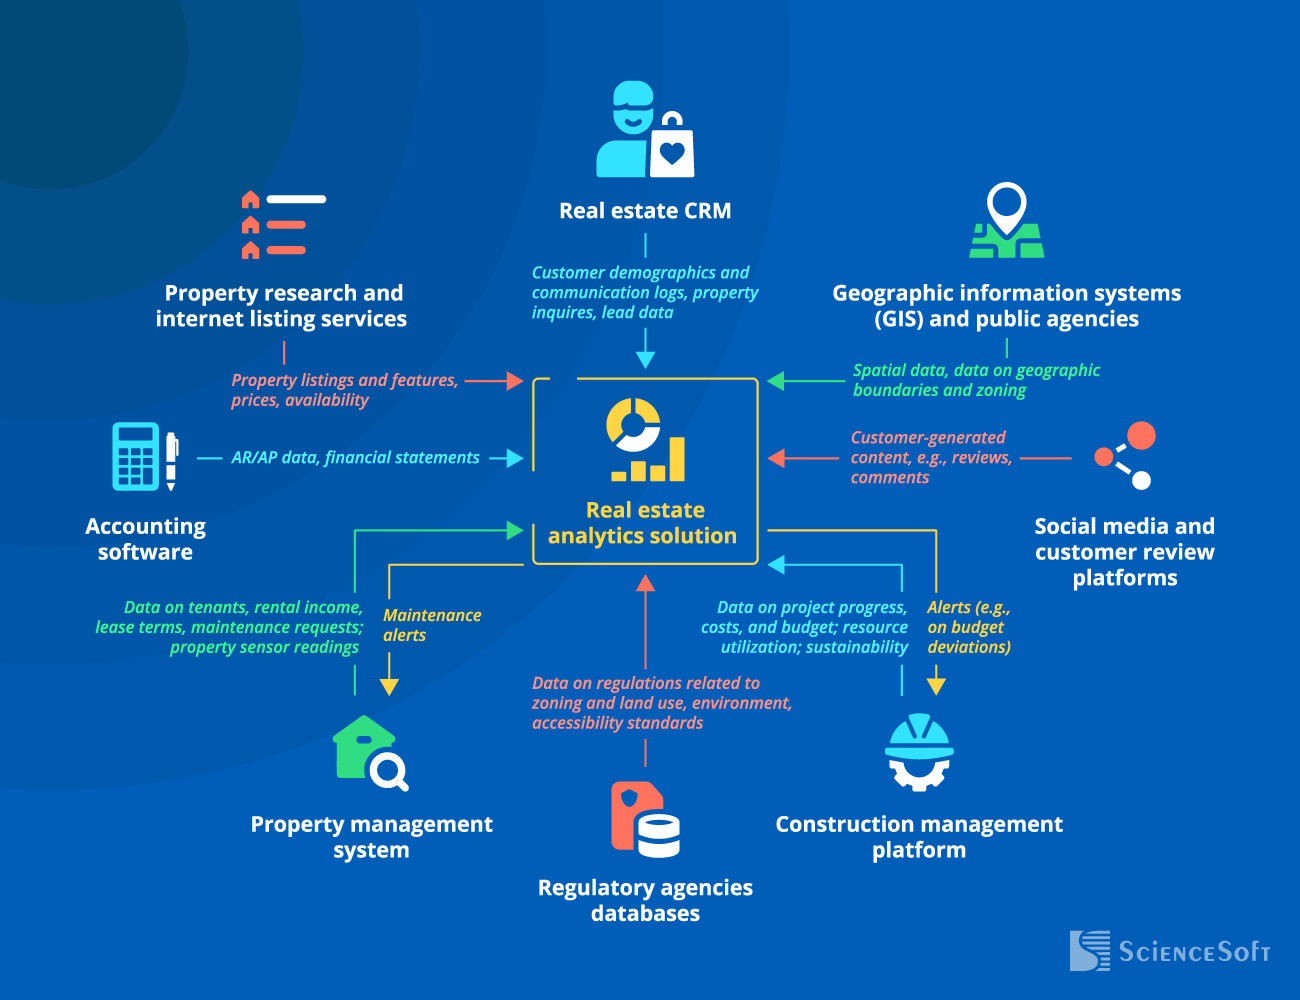 Real estate CRM
Customer demographics and
communication logs, property
inquires, lead data
Property research and
internet listing services
Property listings and features,
prices, availability
Geographic information systems
(GIS) and public agencies
Spatial data, data on geographic
boundaries and zoning
Accounting
software
AR/AP data, financial statements
Real estate
analytics solution
Customer-generated
content, e.g., reviews,
comments
Social media and
customer review
platforms
Data on tenants, rental income,
lease terms, maintenance requests;
property sensor readings
Maintenance
alerts
Property management
system
Data on regulations related to
zoning and land use, environment,
accessibility standards
Regulatory agencies
databases
Data on project progress,
costs, and budget; resource
utilization; sustainability
Alerts (e.g.,
on budget
deviations)
Construction management
platform
ScienceSoft